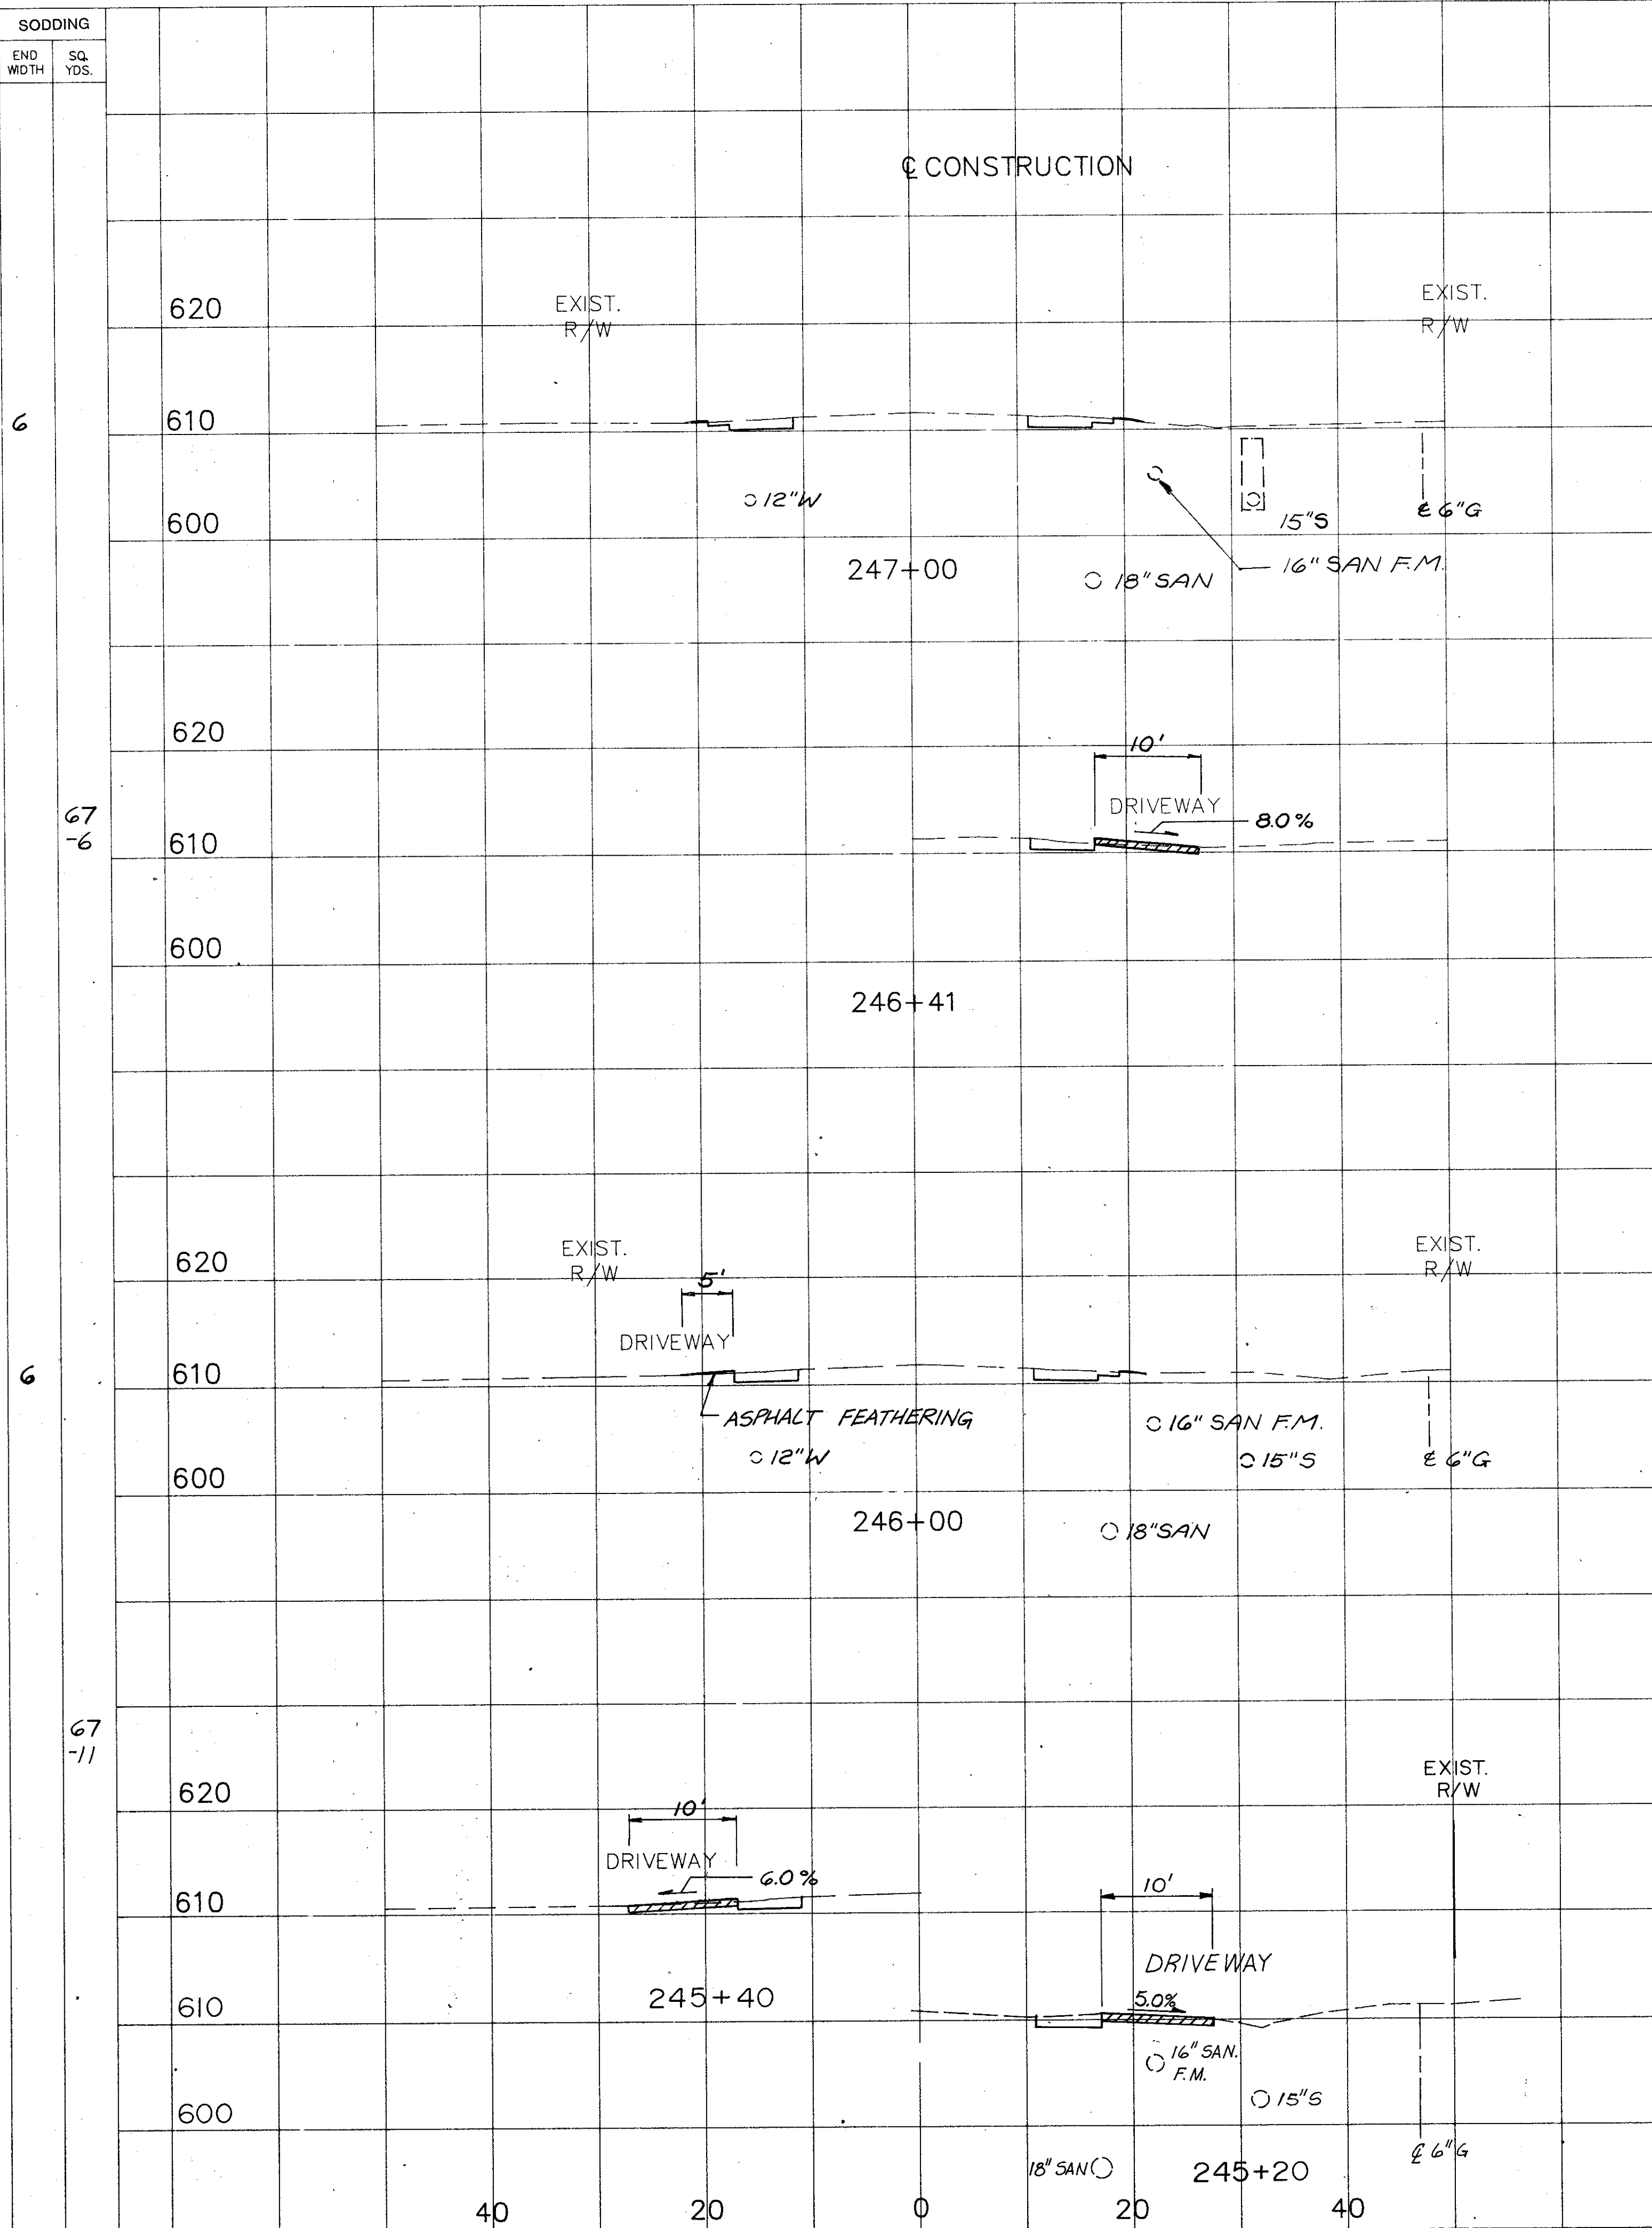 SODDING
END WIDTH
SQ. YDS.
℄ CONSTRUCTION
620
EXIST.
R/W
EXIST.
R/W
6
610
12"W
600
15"S
℄ 6"G
247+00
18"SAN
16" SAN F.M.
620
10'
DRIVEWAY
8.0%
67
-6
610
600
246+41
EXIST.
R/W
EXIST.
R/W
620
5'
DRIVEWAY
6
610
ASPHALT FEATHERING
16" SAN F.M.
12"W
15"S
℄ 6"G
600
246+00
18"SAN
67
-11
EXIST.
R/W
620
10'
DRIVEWAY
6.0%
610
10'
DRIVEWAY
245+40
610
5.0%
16" SAN.
F.M.
15"S
600
℄ 6"G
18" SAN
245+20
40 20 0 20 40